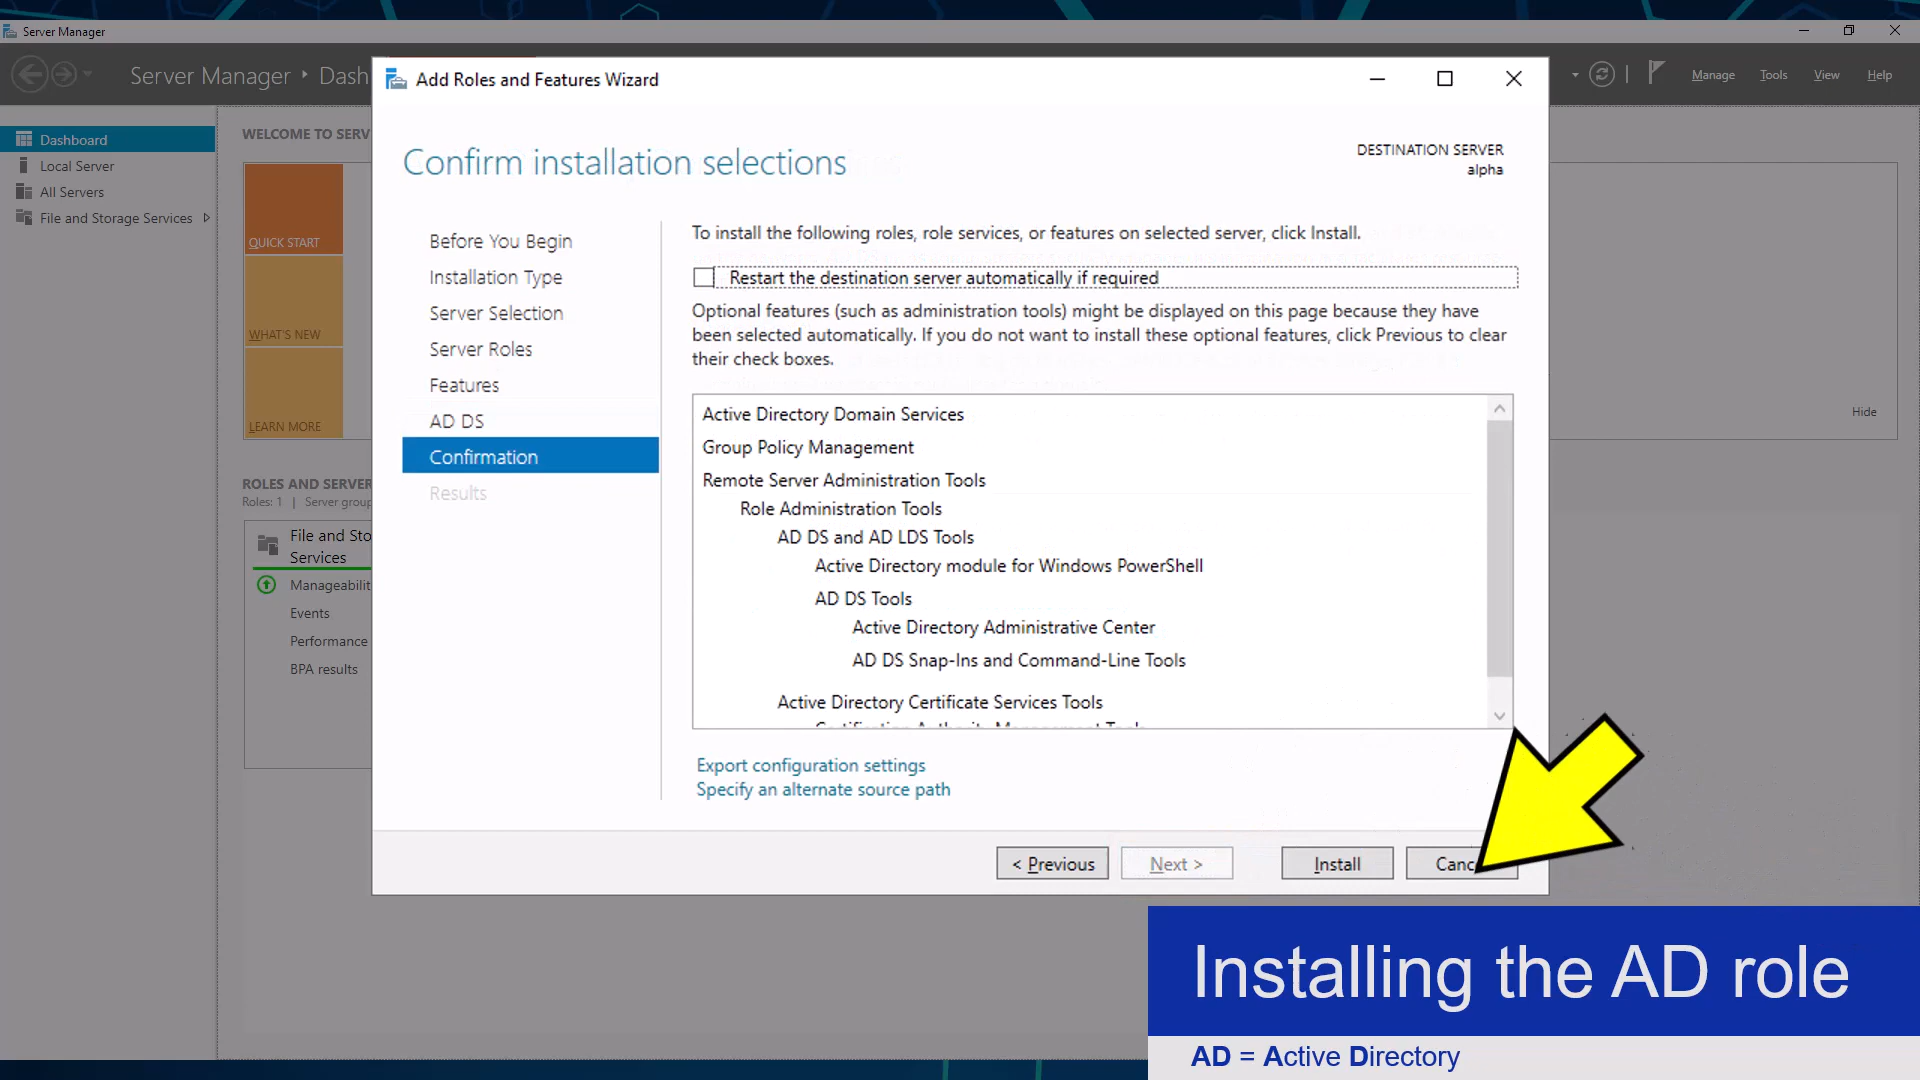 Server Manager
Server Manager
Dash
Manage
Tools
View
Help
Dashboard
Local Server
All Servers
File and Storage Services
WELCOME TO SERV
QUICK START
WHAT'S NEW
LEARN MORE
Hide
ROLES AND SERVER
Roles: 1 | Server group
File and Sto
Services
Manageabilit
Events
Performance
BPA results
Add Roles and Features Wizard
Confirm installation selections
DESTINATION SERVER
alpha
Before You Begin
Installation Type
Server Selection
Server Roles
Features
AD DS
Confirmation
Results
To install the following roles, role services, or features on selected server, click Install.
Restart the destination server automatically if required
Optional features (such as administration tools) might be displayed on this page because they have
been selected automatically. If you do not want to install these optional features, click Previous to clear
their check boxes.
Active Directory Domain Services
Group Policy Management
Remote Server Administration Tools
Role Administration Tools
AD DS and AD LDS Tools
Active Directory module for Windows PowerShell
AD DS Tools
Active Directory Administrative Center
AD DS Snap-Ins and Command-Line Tools
Active Directory Certificate Services Tools
Certification Authority Management Tools
Export configuration settings
Specify an alternate source path
< Previous
Next >
Install
Canc
Installing the AD role
AD = Active Directory